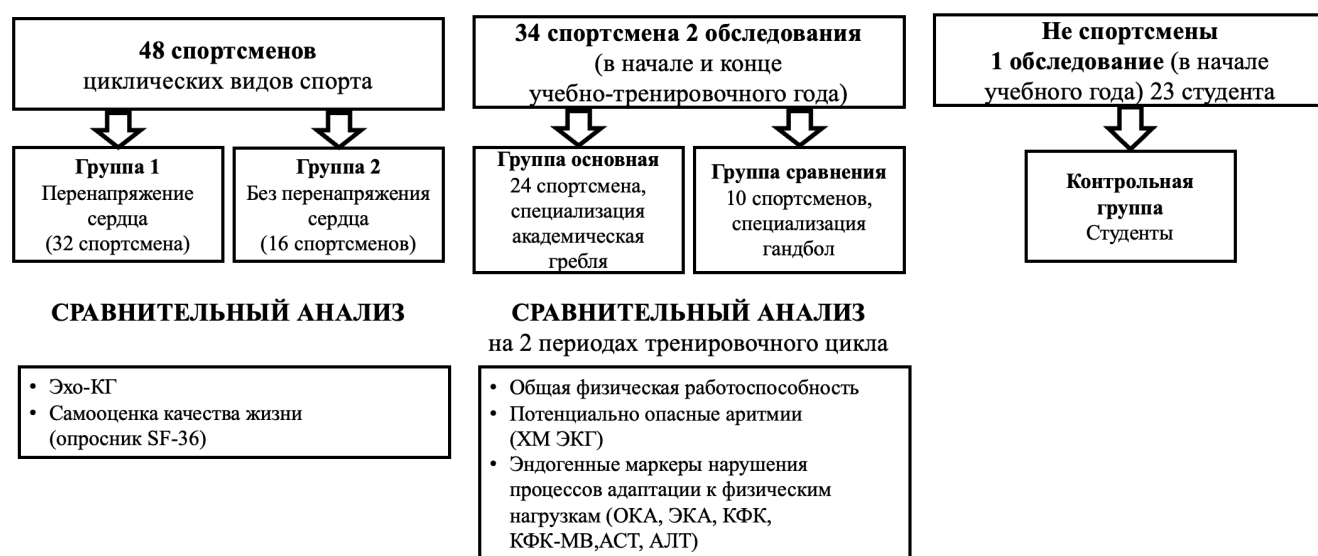 48 спортсменов
циклических видов спорта
34 спортсмена 2 обследования
(в начале и конце
учебно-тренировочного года)
Не спортсмены
1 обследование (в начале
учебного года) 23 студента
Группа 1
Перенапряжение
сердца
(32 спортсмена)
Группа 2
Без перенапряжения
сердца
(16 спортсменов)
Группа основная
24 спортсмена,
специализация
академическая
гребля
Группа сравнения
10 спортсменов,
специализация
гандбол
Контрольная
группа
Студенты
СРАВНИТЕЛЬНЫЙ АНАЛИЗ
• Эхо-КГ
• Самооценка качества жизни
(опросник SF-36)
СРАВНИТЕЛЬНЫЙ АНАЛИЗ
на 2 периодах тренировочного цикла
• Общая физическая работоспособность
• Потенциально опасные аритмии
(ХМ ЭКГ)
• Эндогенные маркеры нарушения
процессов адаптации к физическим
нагрузкам (ОКА, ЭКА, КФК,
КФК-МВ,АСТ, АЛТ)